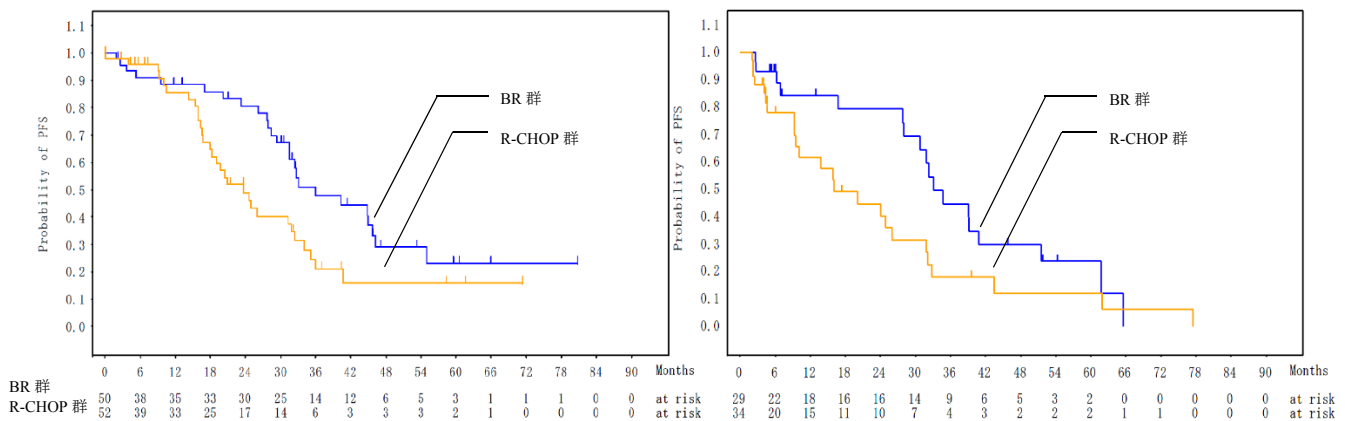 Probability of PFS
1.1
1.0
0.9
0.8
0.7
0.6
0.5
0.4
0.3
0.2
0.1
0.0
BR 群
R-CHOP 群
0 6 12 18 24 30 36 42 48 54 60 66 72 78 84 90 Months
BR 群
50 38 35 33 30 25 14 12 6 5 3 1 1 1 0 0 at risk
R-CHOP 群
52 39 33 25 17 14 6 3 3 3 2 1 0 0 0 0 at risk
Probability of PFS
1.1
1.0
0.9
0.8
0.7
0.6
0.5
0.4
0.3
0.2
0.1
0.0
BR 群
R-CHOP 群
0 6 12 18 24 30 36 42 48 54 60 66 72 78 84 90 Months
29 22 18 16 16 14 9 6 5 3 2 0 0 0 0 0 at risk
34 20 15 11 10 7 4 3 2 2 2 1 1 0 0 0 at risk